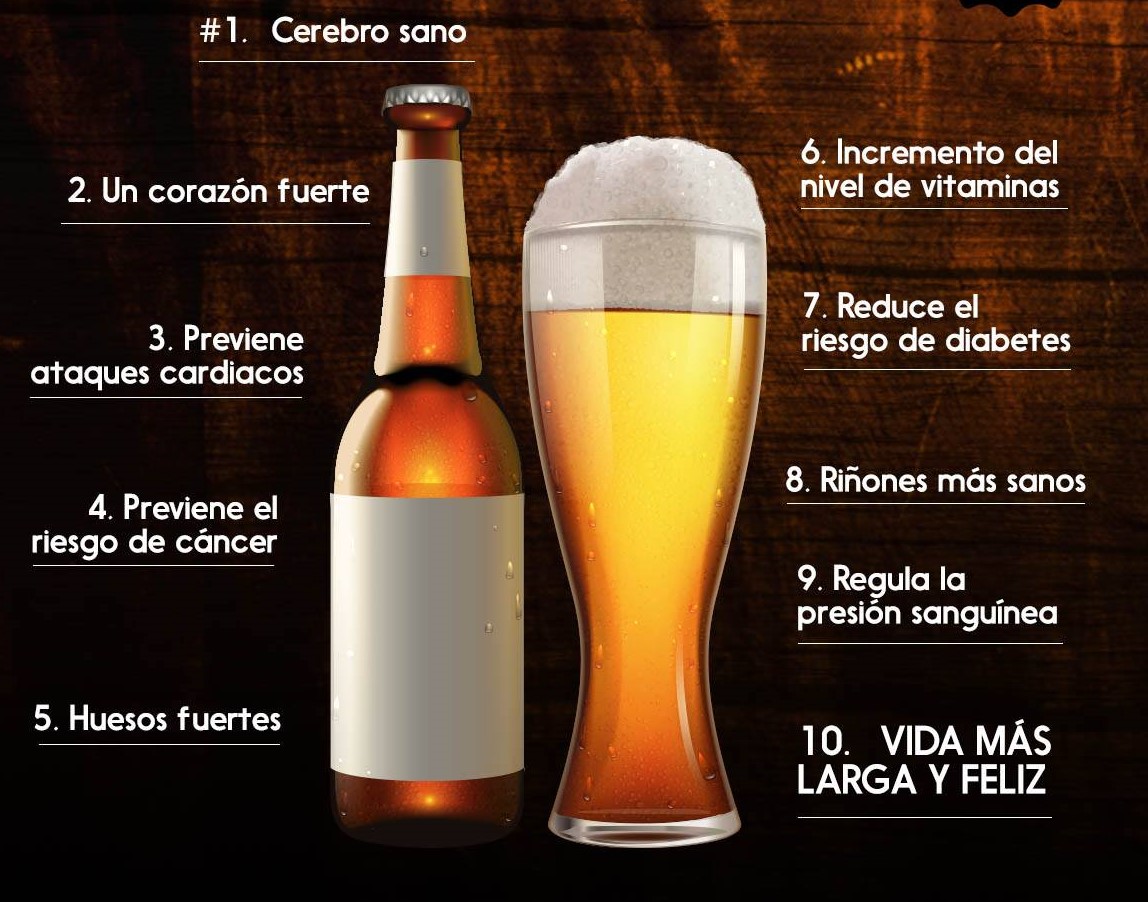 #1. Cerebro sano
2. Un corazón fuerte
3. Previene
ataques cardiacos
4. Previene el
riesgo de cáncer
5. Huesos fuertes
6. Incremento del
nivel de vitaminas
7. Reduce el
riesgo de diabetes
8. Riñones más sanos
9. Regula la
presión sanguínea
10. VIDA MÁS
LARGA Y FELIZ